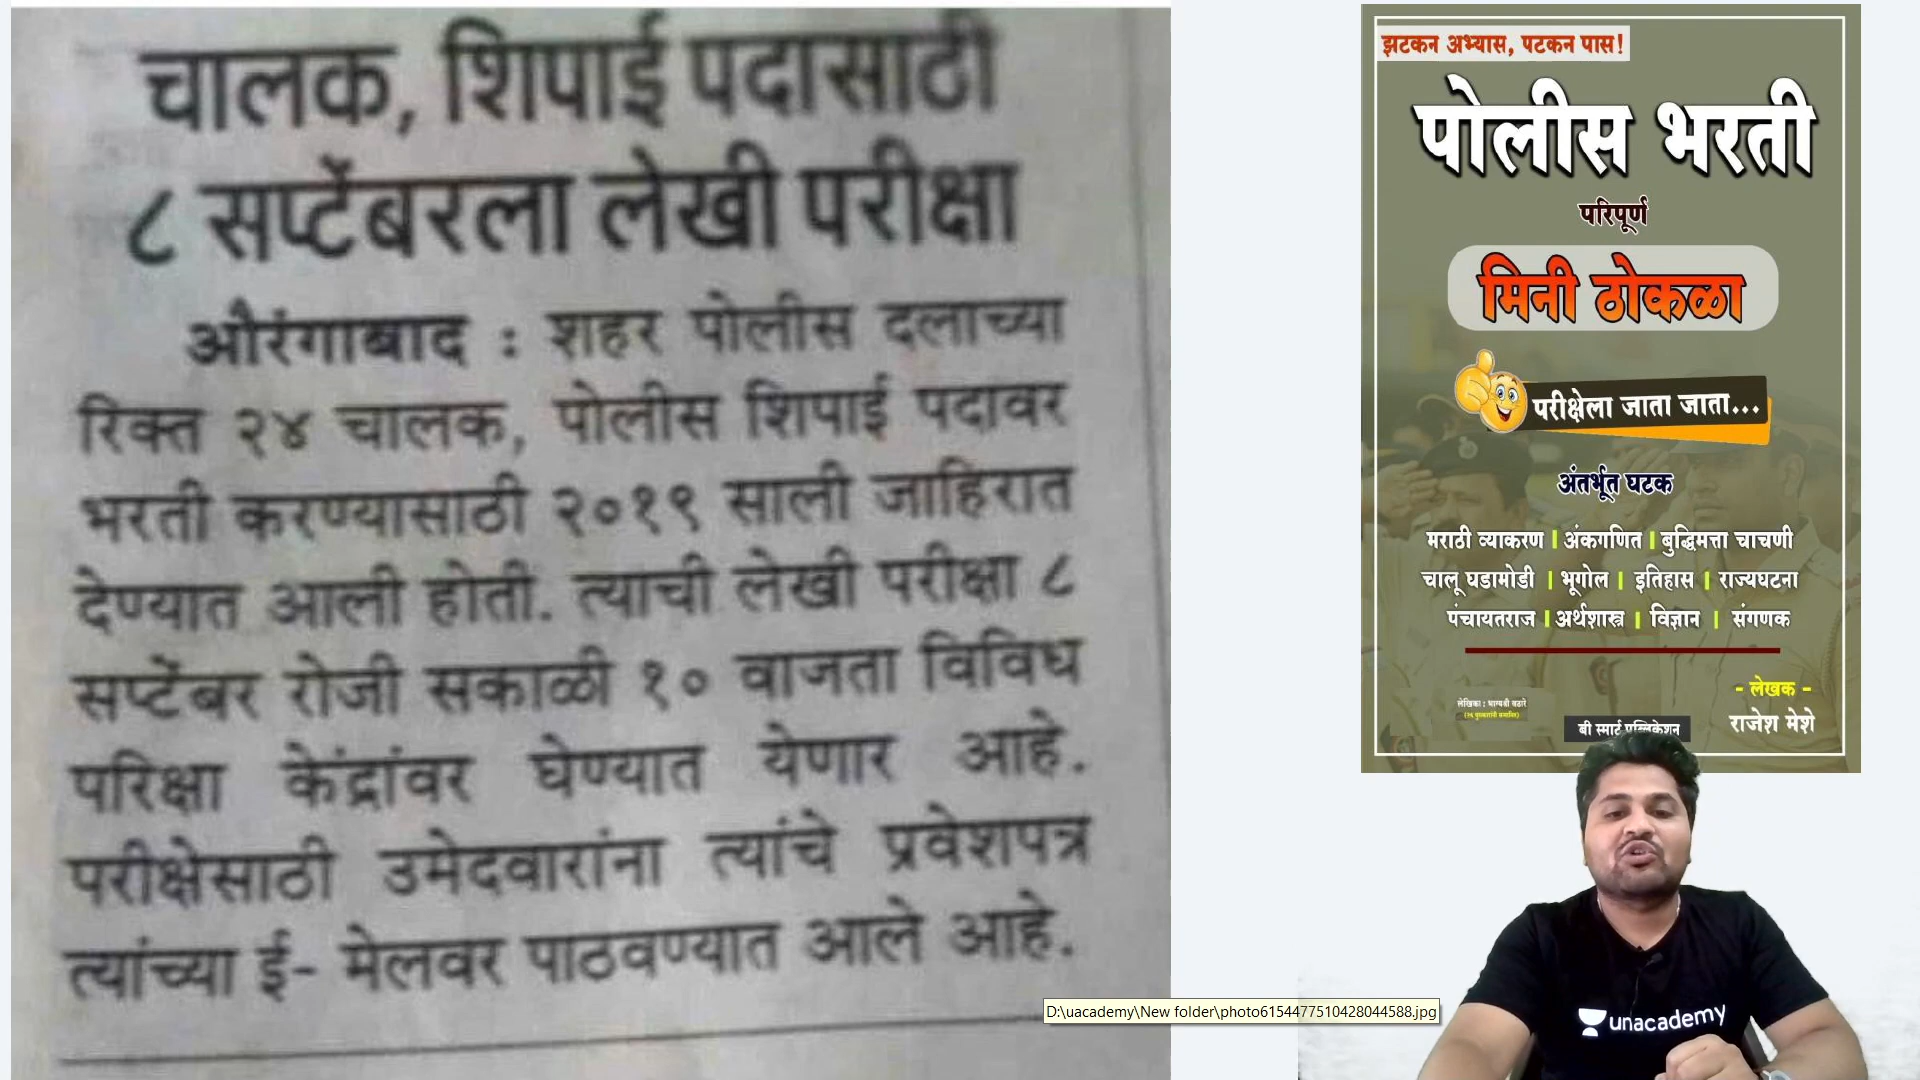 चालक, शिपाई पदासाठी
८ सप्टेंबरला लेखी परीक्षा
औरंगाबाद : शहर पोलीस दलाच्या
रिक्त २४ चालक, पोलीस शिपाई पदावर
भरती करण्यासाठी २०१९ साली जाहिरात
देण्यात आली होती. त्याची लेखी परीक्षा ८
सप्टेंबर रोजी सकाळी १० वाजता विविध
परिक्षा केंद्रांवर घेण्यात येणार आहे.
परीक्षेसाठी उमेदवारांना त्यांचे प्रवेशपत्र
त्यांच्या ई- मेलवर पाठवण्यात आले आहे.
झटकन अभ्यास, पटकन पास!
पोलीस भरती
परिपूर्ण
मिनी ठोकळा
परीक्षेला जाता जाता...
अंतर्भूत घटक
मराठी व्याकरण | अंकगणित | बुद्धिमत्ता चाचणी
चालू घडामोडी | भूगोल | इतिहास | राज्यघटना
पंचायतराज | अर्थशास्त्र | विज्ञान | संगणक
- लेखक -
राजेश मेशे
लेखिका : भाग्यश्री
बी स्मार्ट पब्लिकेशन
D:\uacademy\New folder\photo6154477510428044588.jpg
unacademy